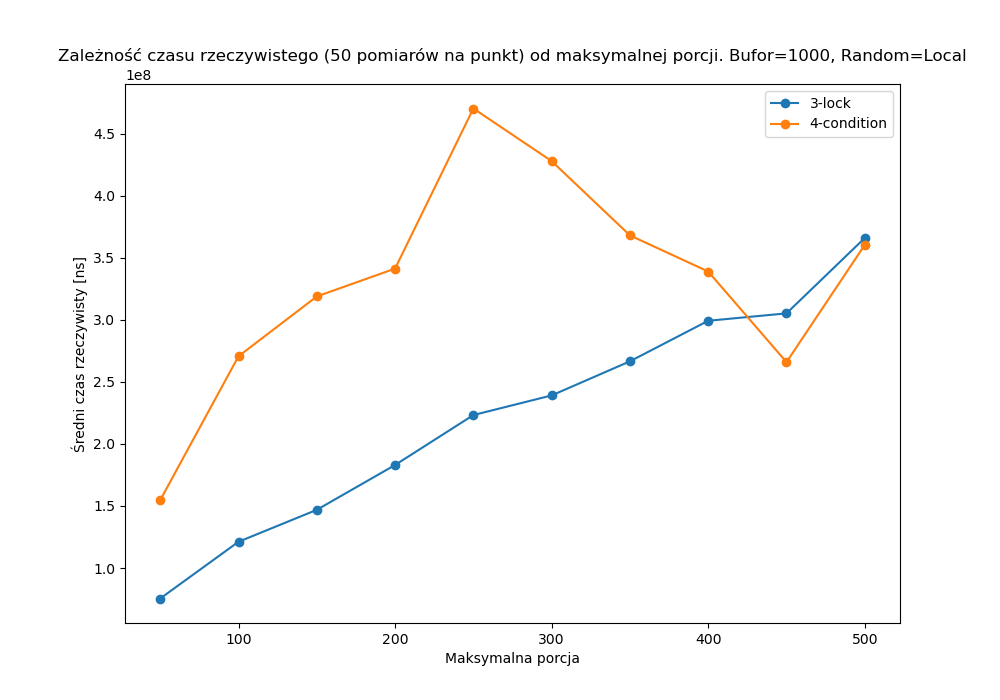 Zależność czasu rzeczywistego (50 pomiarów na punkt) od maksymalnej porcji. Bufor=1000, Random=Local
1e8
3-lock
4-condition
4.5
4.0
3.5
3.0
2.5
2.0
1.5
1.0
Średni czas rzeczywisty [ns]
100 200 300 400 500
Maksymalna porcja